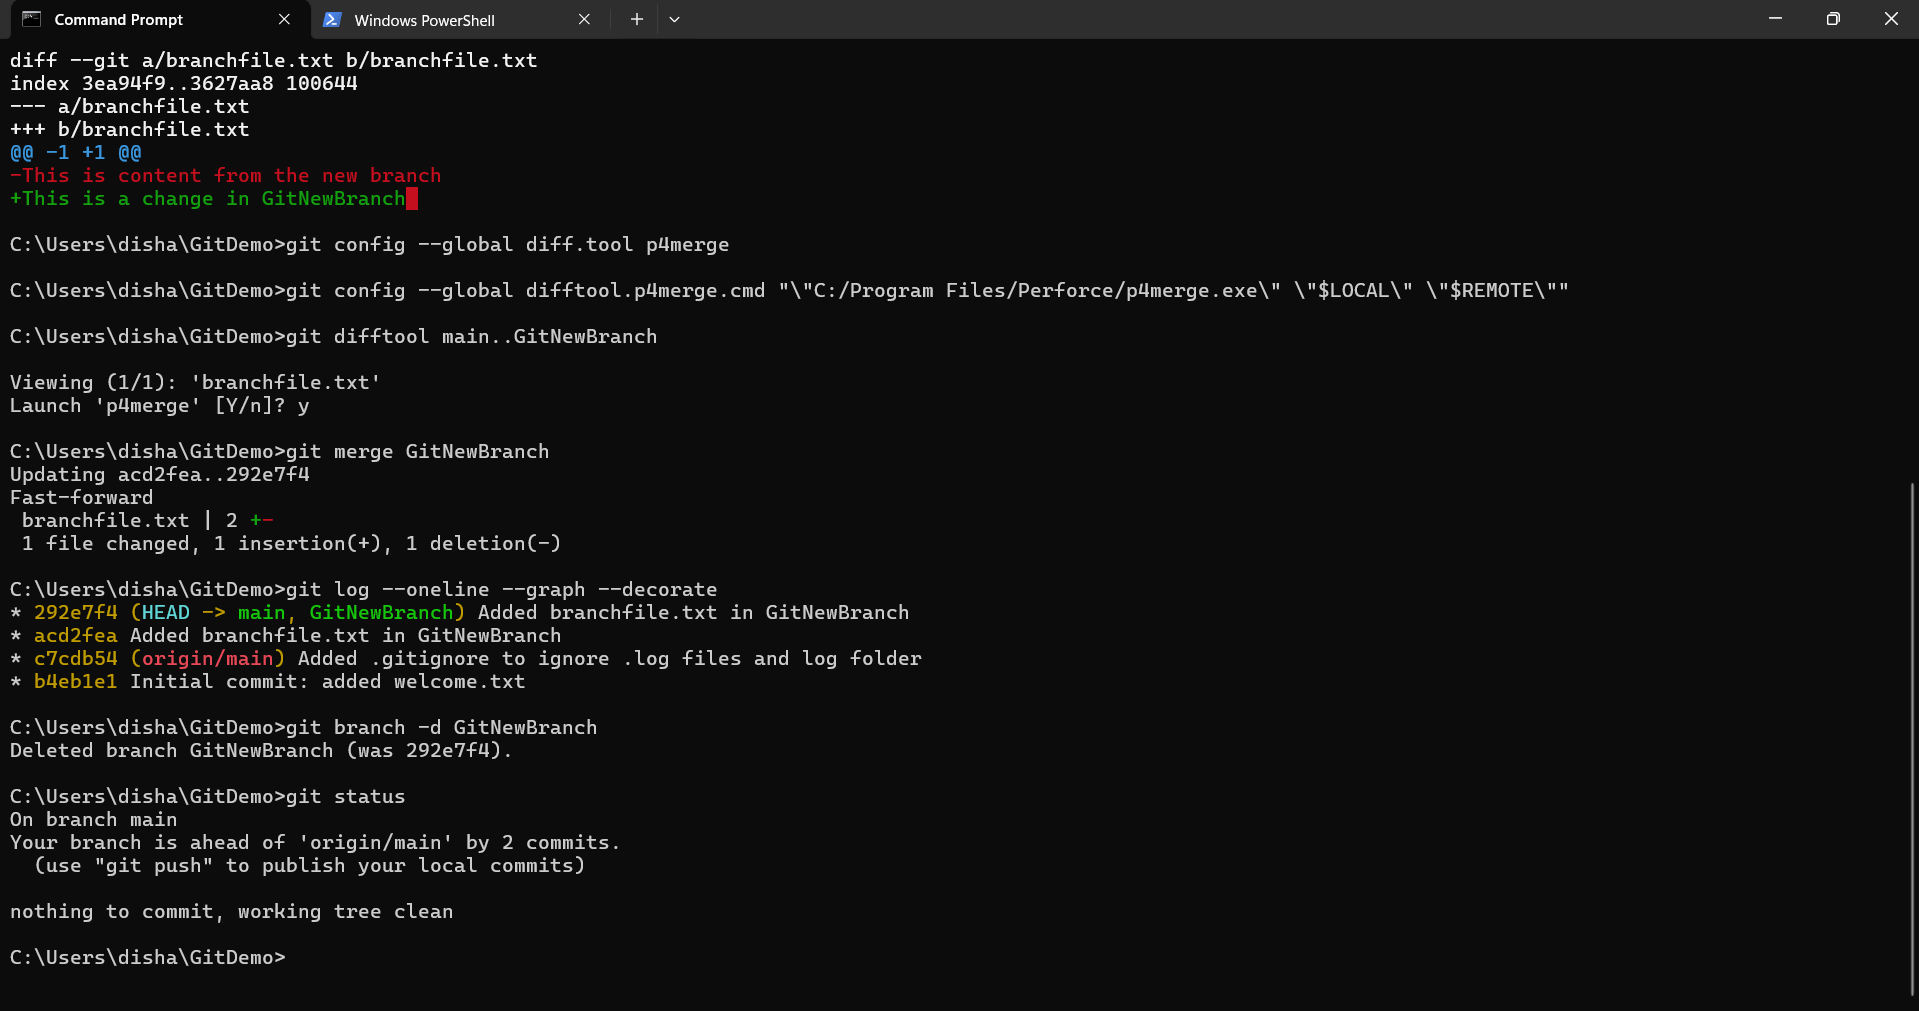 Command Prompt
Windows PowerShell
diff --git a/branchfile.txt b/branchfile.txt
index 3ea94f9..3627aa8 100644
--- a/branchfile.txt
+++ b/branchfile.txt
@@ -1 +1 @@
-This is content from the new branch
+This is a change in GitNewBranch
C:\Users\disha\GitDemo>git config --global diff.tool p4merge
C:\Users\disha\GitDemo>git config --global difftool.p4merge.cmd "\"C:/Program Files/Perforce/p4merge.exe\" \"$LOCAL\" \"$REMOTE\""
C:\Users\disha\GitDemo>git difftool main..GitNewBranch
Viewing (1/1): 'branchfile.txt'
Launch 'p4merge' [Y/n]? y
C:\Users\disha\GitDemo>git merge GitNewBranch
Updating acd2fea..292e7f4
Fast-forward
 branchfile.txt | 2 +-
 1 file changed, 1 insertion(+), 1 deletion(-)
C:\Users\disha\GitDemo>git log --oneline --graph --decorate
* 292e7f4 (HEAD -> main, GitNewBranch) Added branchfile.txt in GitNewBranch
* acd2fea Added branchfile.txt in GitNewBranch
* c7cdb54 (origin/main) Added .gitignore to ignore .log files and log folder
* b4eb1e1 Initial commit: added welcome.txt
C:\Users\disha\GitDemo>git branch -d GitNewBranch
Deleted branch GitNewBranch (was 292e7f4).
C:\Users\disha\GitDemo>git status
On branch main
Your branch is ahead of 'origin/main' by 2 commits.
  (use "git push" to publish your local commits)
nothing to commit, working tree clean
C:\Users\disha\GitDemo>